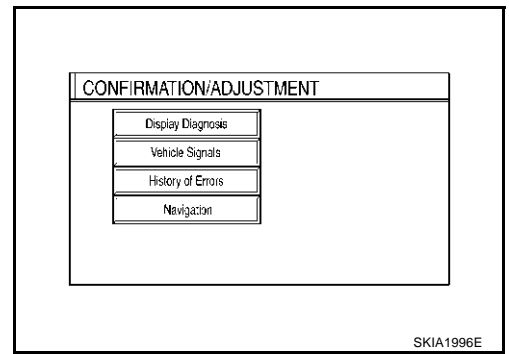 CONFIRMATION/ADJUSTMENT
Display Diagnosis
Vehicle Signals
History of Errors
Navigation
SKIA1996E